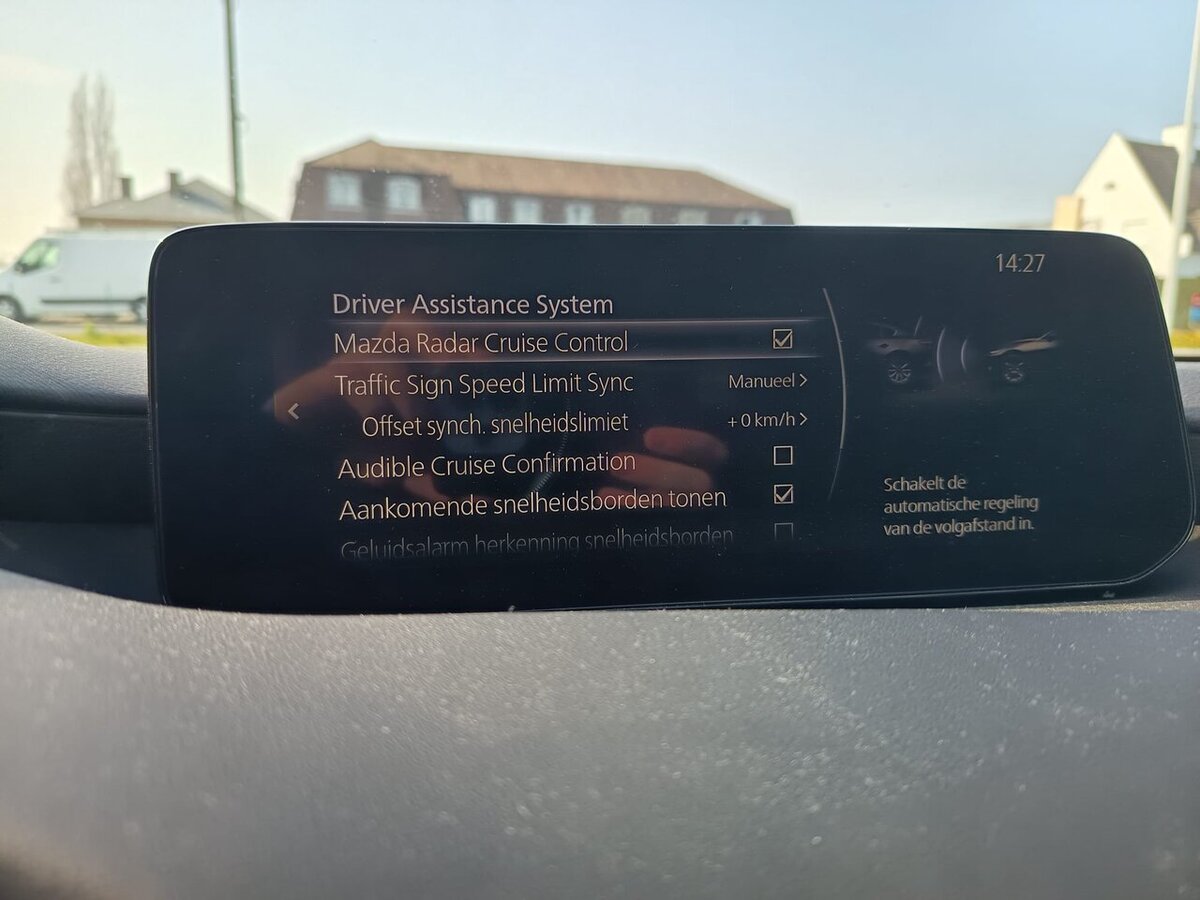 14:27
Driver Assistance System
Mazda Radar Cruise Control
Traffic Sign Speed Limit Sync Manueel >
Offset synch. snelheidslimiet + 0 km/h >
Audible Cruise Confirmation
Aankomende snelheidsborden tonen
Geluidsalarm herkenning snelheidsborden
Schakelt de
automatische regeling
van de volgafstand in.